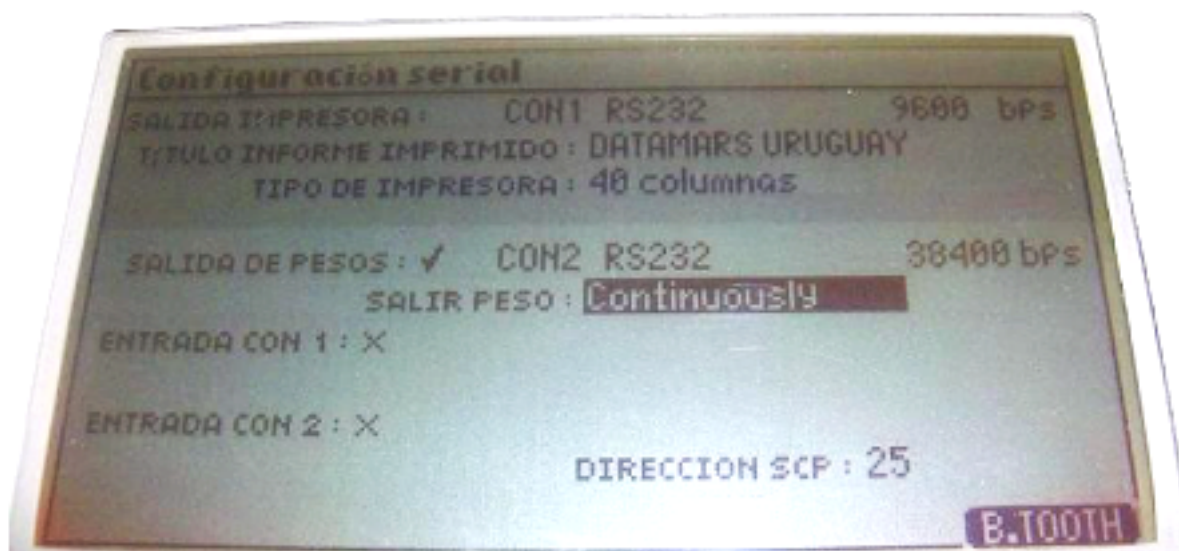 Configuración serial
SALIDA IMPRESORA : CON1 RS232 9600 bps
TÍTULO INFORME IMPRIMIDO : DATAMARS URUGUAY
TIPO DE IMPRESORA : 40 columnas
SALIDA DE PESOS : ✓ CON2 RS232 38400 bps
SALIR PESO : Continuously
ENTRADA CON 1 : ×
ENTRADA CON 2 : ×
DIRECCION SCP : 25
B.TOOTH